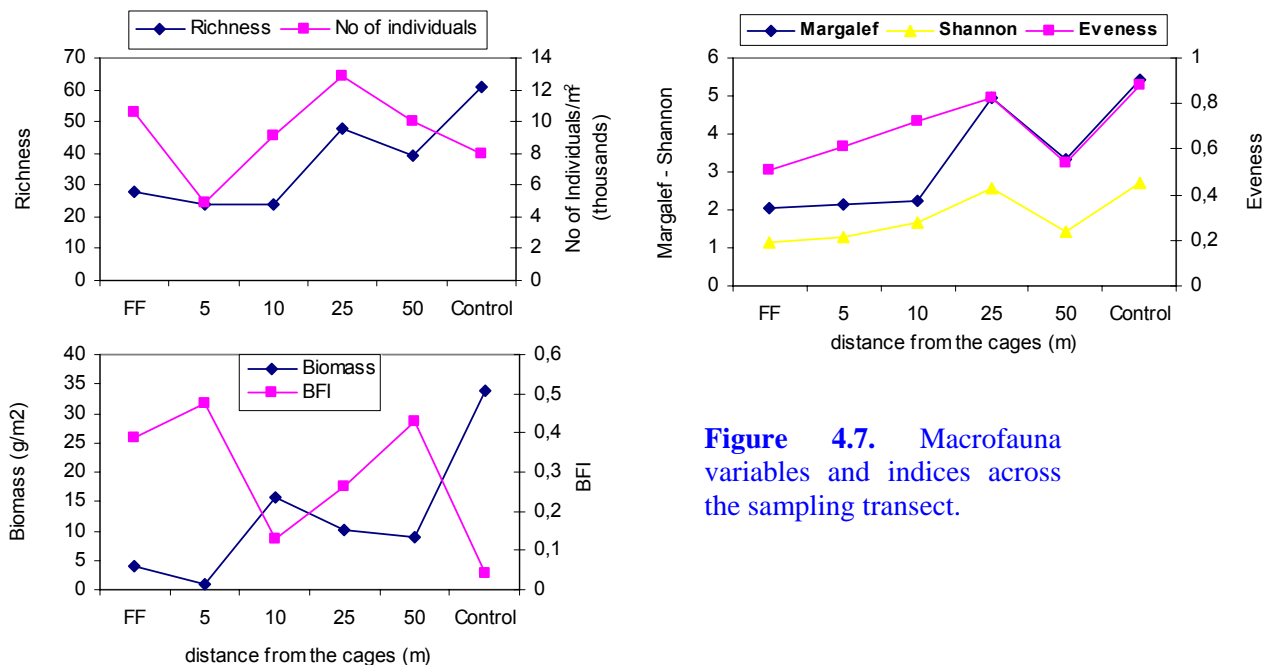 Richness No of individuals
70
60
50
40
30
20
10
0
Richness
14
12
10
8
6
4
2
0
No of Individuals/m²
(thousands)
FF 5 10 25 50 Control
Margalef Shannon Eveness
6
5
4
3
2
1
0
Margalef - Shannon
1
0,8
0,6
0,4
0,2
0
Eveness
FF 5 10 25 50 Control
distance from the cages (m)
Biomass
BFI
40
35
30
25
20
15
10
5
0
Biomass (g/m2)
0,6
0,5
0,4
0,3
0,2
0,1
0
BFI
FF 5 10 25 50 Control
distance from the cages (m)
Figure 4.7. Macrofauna
variables and indices across
the sampling transect.